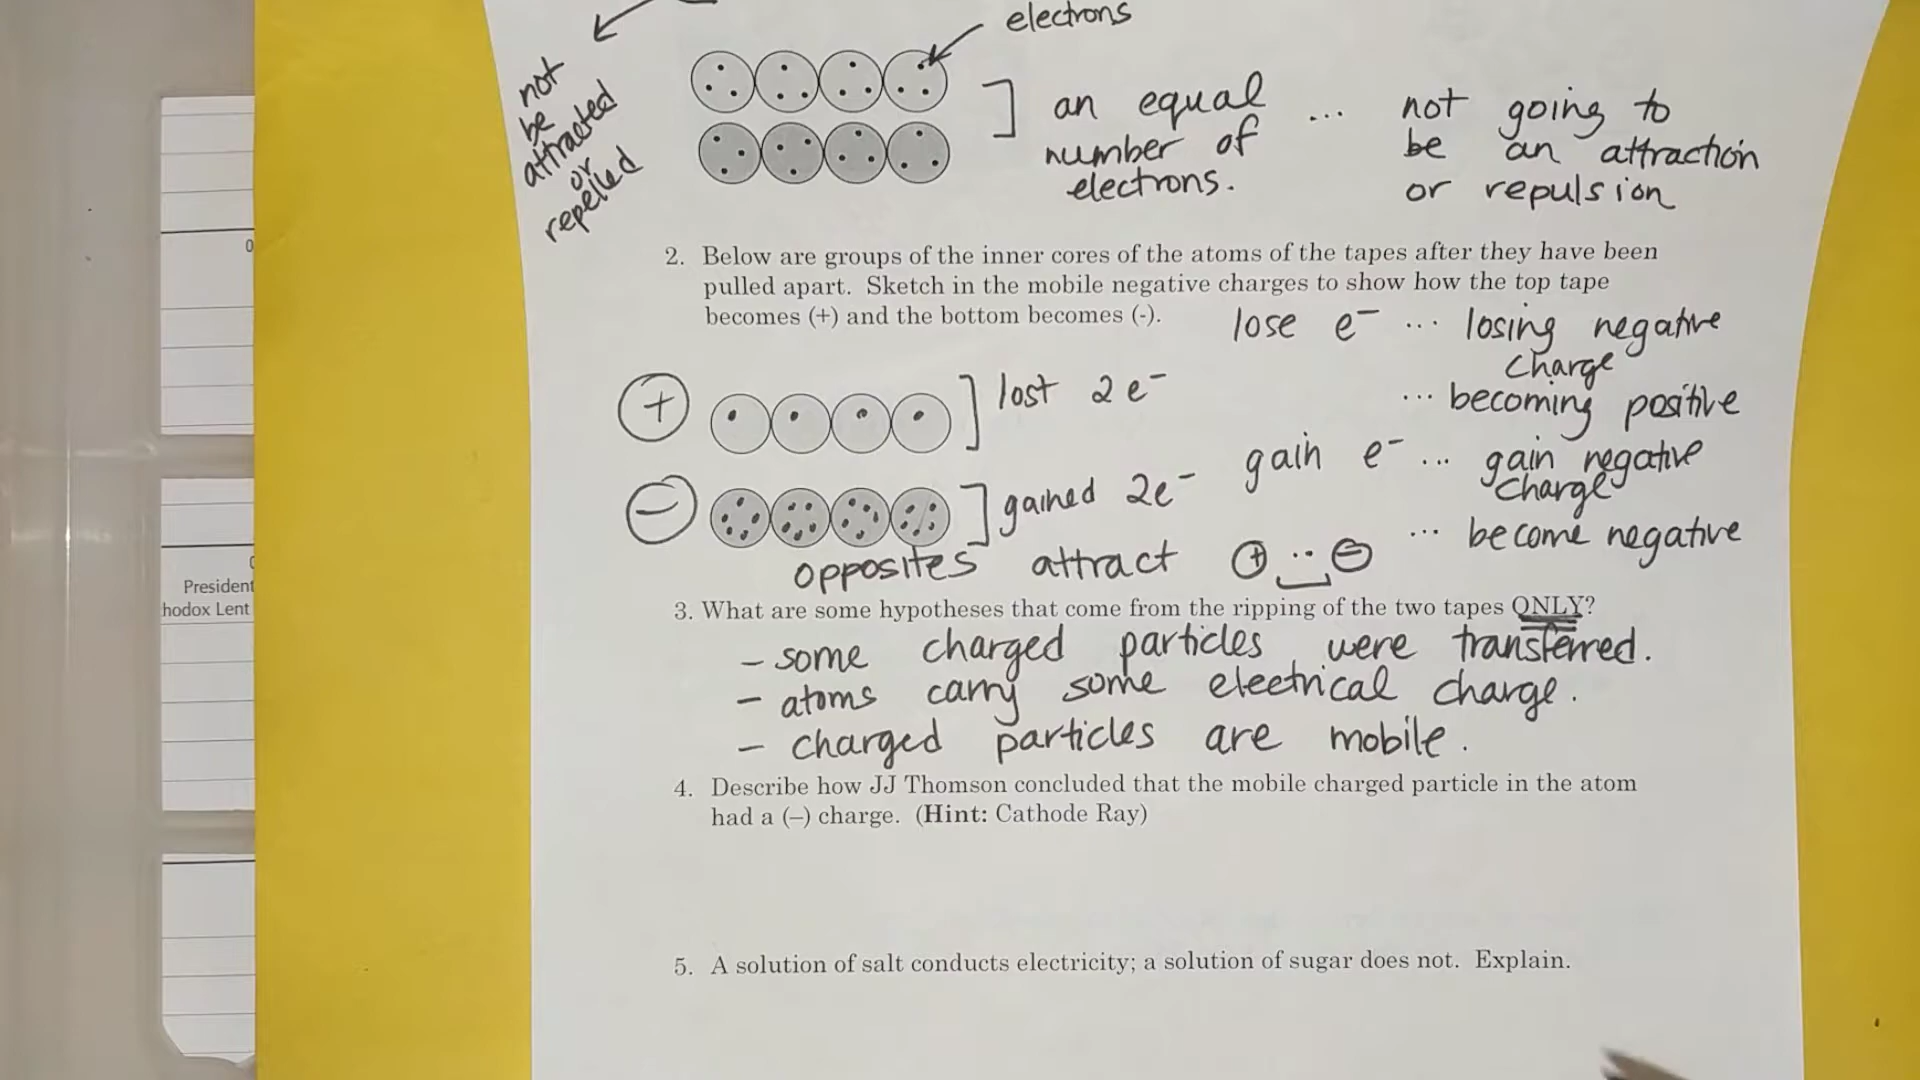 electrons
not
be
attracted
or
repelled
an equal
number of
electrons.
... not going to
be an attraction
or repulsion
0
2. Below are groups of the inner cores of the atoms of the tapes after they have been
pulled apart. Sketch in the mobile negative charges to show how the top tape
becomes (+) and the bottom becomes (-).
lose e⁻ ... losing negative
charge
... becoming positive
+
lost 2 e⁻
gain e⁻ ... gain negative
charge
... become negative
−
gained 2e⁻
opposites attract + −
President
hodox Lent
3. What are some hypotheses that come from the ripping of the two tapes ONLY?
- some charged particles were transferred.
- atoms carry some electrical charge.
- charged particles are mobile.
4. Describe how JJ Thomson concluded that the mobile charged particle in the atom
had a (–) charge. (Hint: Cathode Ray)
5. A solution of salt conducts electricity; a solution of sugar does not. Explain.